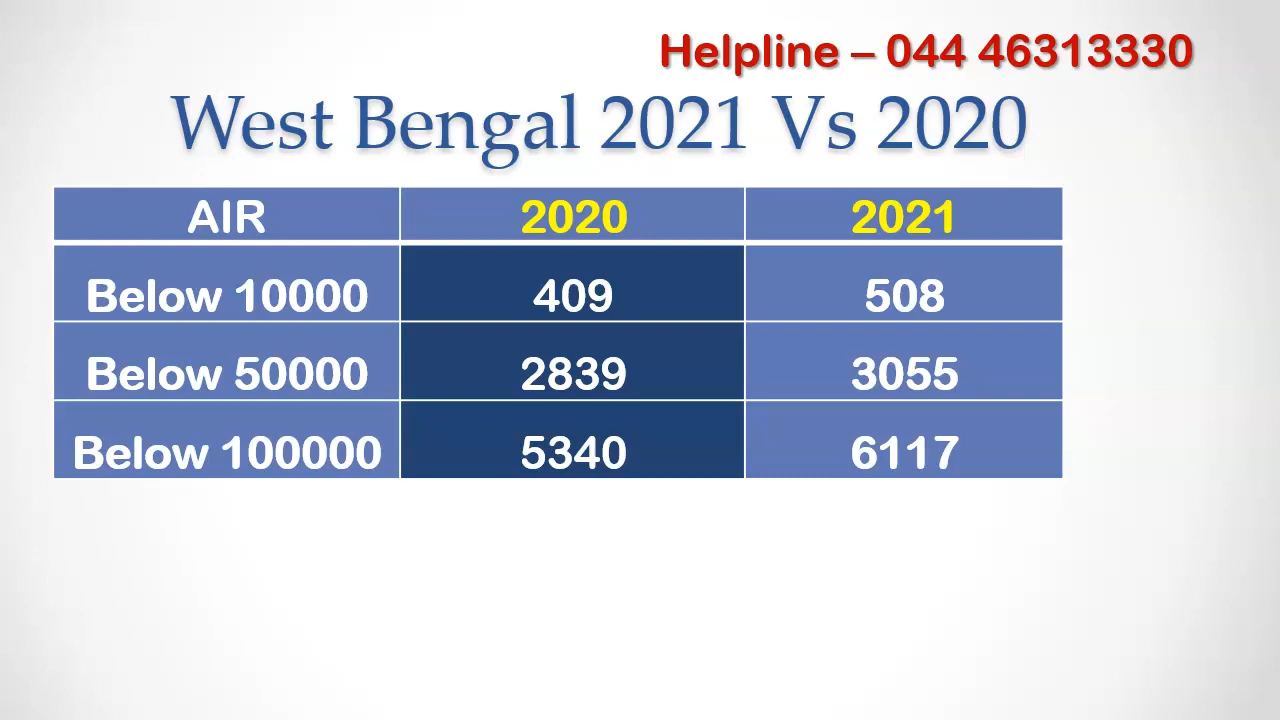 Helpline – 044 46313330
West Bengal 2021 Vs 2020
AIR 2020 2021
Below 10000 409 508
Below 50000 2839 3055
Below 100000 5340 6117